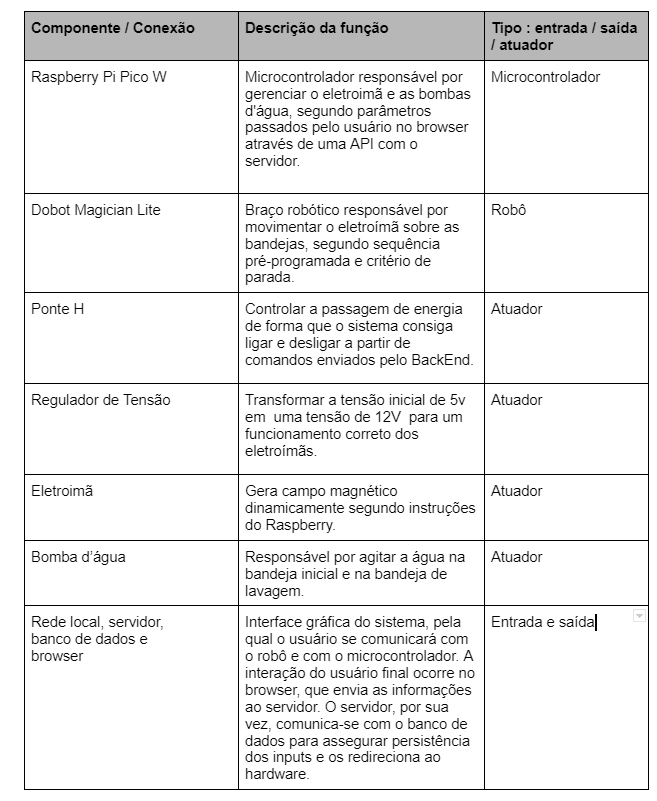 Componente / Conexão
Descrição da função
Tipo : entrada / saída
/ atuador
Raspberry Pi Pico W
Microcontrolador responsável por
gerenciar o eletroimã e as bombas
d'água, segundo parâmetros
passados pelo usuário no browser
através de uma API com o
servidor.
Microcontrolador
Dobot Magician Lite
Braço robótico responsável por
movimentar o eletroímã sobre as
bandejas, segundo sequência
pré-programada e critério de
parada.
Robô
Ponte H
Controlar a passagem de energia
de forma que o sistema consiga
ligar e desligar a partir de
comandos enviados pelo BackEnd.
Atuador
Regulador de Tensão
Transformar a tensão inicial de 5v
em  uma tensão de 12V  para um
funcionamento correto dos
eletroímãs.
Atuador
Eletroimã
Gera campo magnético
dinamicamente segundo instruções
do Raspberry.
Atuador
Bomba d’água
Responsável por agitar a água na
bandeja inicial e na bandeja de
lavagem.
Atuador
Rede local, servidor,
banco de dados e
browser
Interface gráfica do sistema, pela
qual o usuário se comunicará com
o robô e com o microcontrolador. A
interação do usuário final ocorre no
browser, que envia as informações
ao servidor. O servidor, por sua
vez, comunica-se com o banco de
dados para assegurar persistência
dos inputs e os redireciona ao
hardware.
Entrada e saída